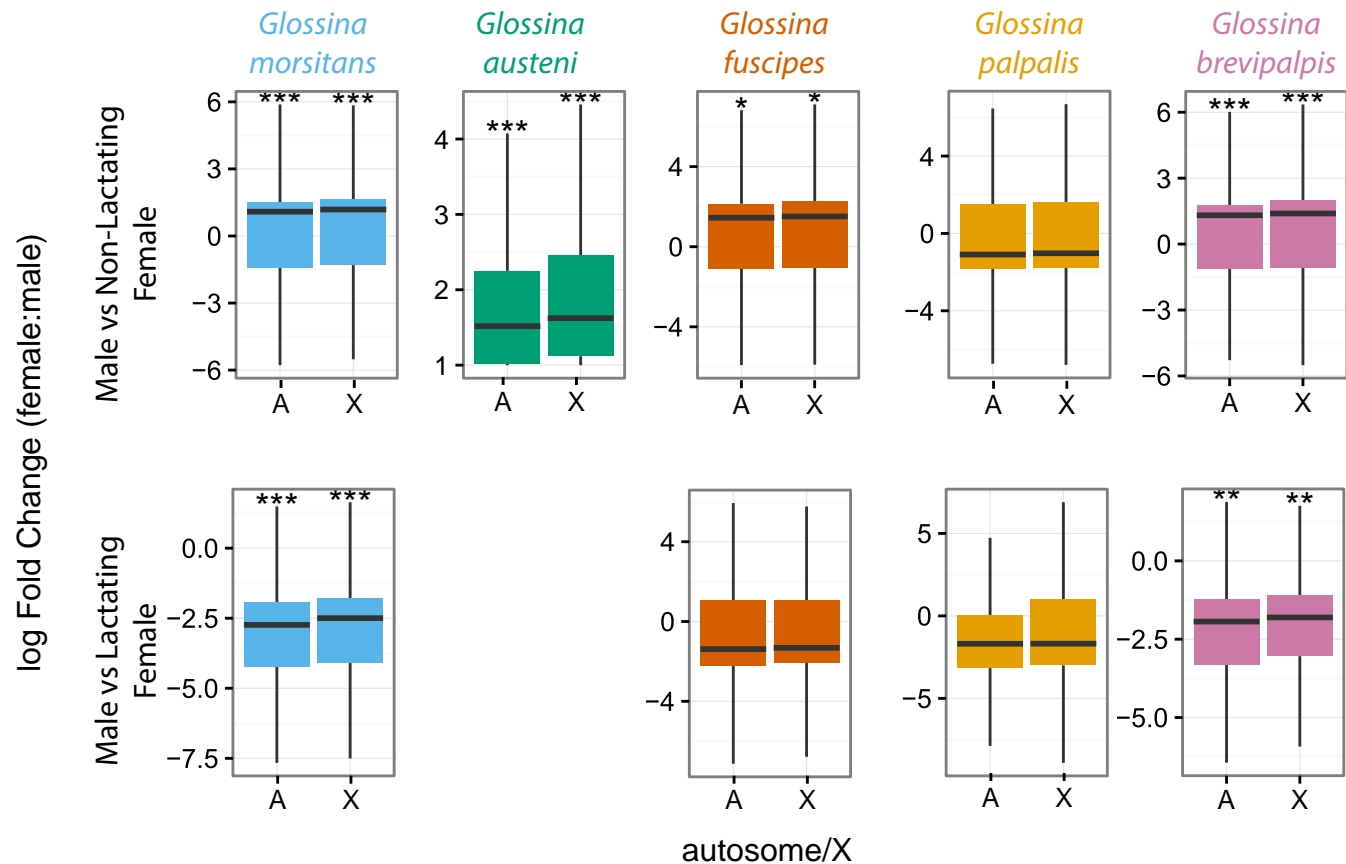 Glossina morsitans
Glossina austeni
Glossina fuscipes
Glossina palpalis
Glossina brevipalpis
log Fold Change (female:male)
Male vs Non-Lactating
Female
6
3
0
−3
−6
*** ***
A X
4
3
2
1
*** ***
A X
4
0
−4
* *
A X
4
0
−4
A X
6
3
0
−3
−6
*** ***
A X
Male vs Lactating
Female
0.0
−2.5
−5.0
−7.5
*** ***
A X
4
0
−4
A X
5
0
−5
A X
0.0
−2.5
−5.0
** **
A X
autosome/X